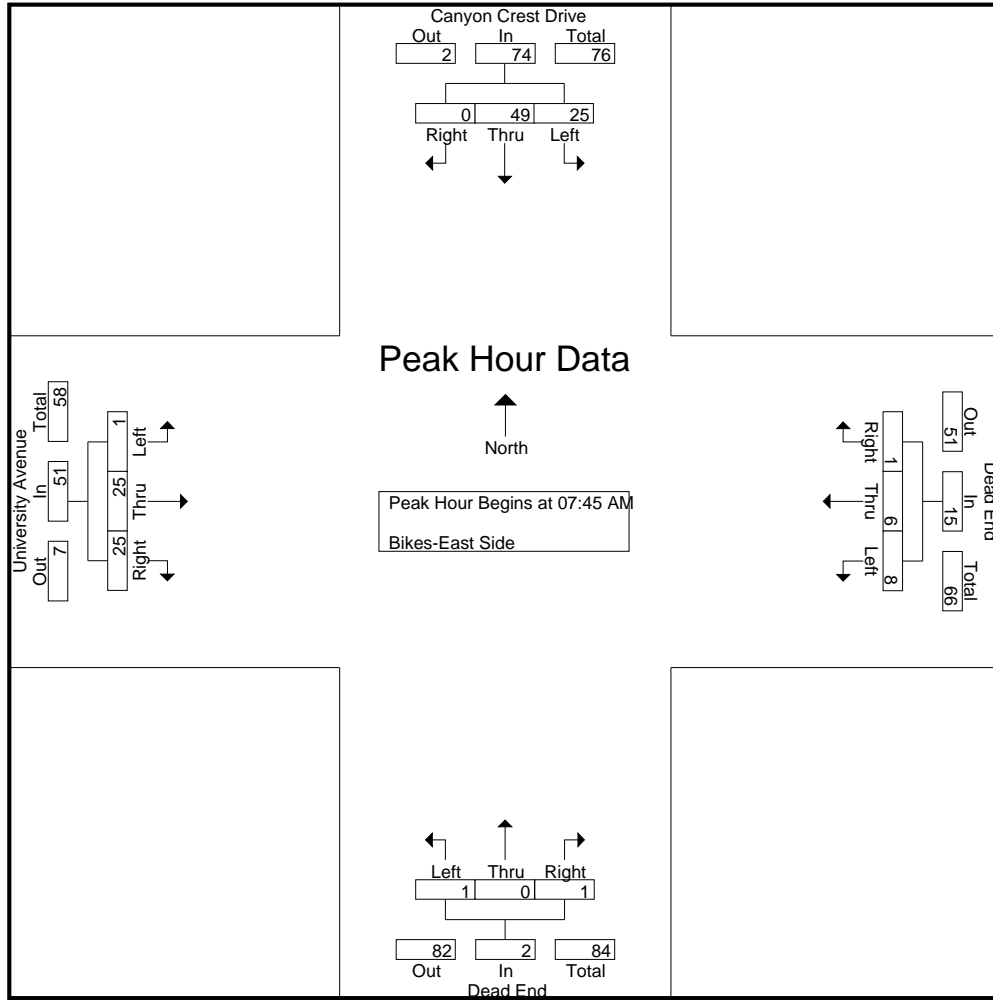 Canyon Crest Drive
Out In Total
2 74 76
0 49 25
Right Thru Left
Peak Hour Data
North
Peak Hour Begins at 07:45 AM
Bikes-East Side
University Avenue
Out In Total
7 51 58
Left Thru Right
1 25 25
Right Thru Left
1 6 8
Out In Total
51 15 66
Dead End
Left Thru Right
1 0 1
82 2 84
Out In Total
Dead End